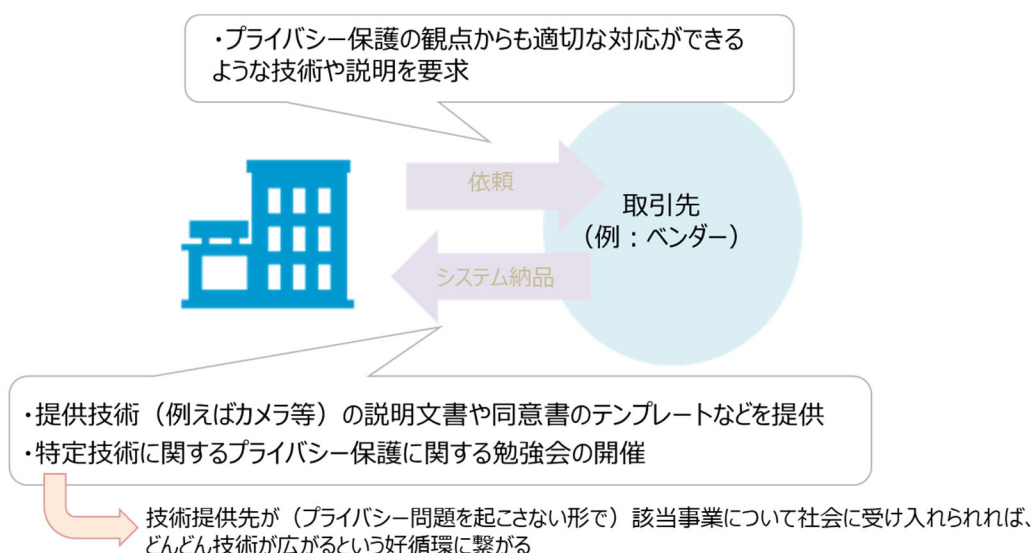 ・プライバシー保護の観点からも適切な対応ができる
ような技術や説明を要求
依頼
取引先
（例：ベンダー）
システム納品
・提供技術（例えばカメラ等）の説明文書や同意書のテンプレートなどを提供
・特定技術に関するプライバシー保護に関する勉強会の開催
技術提供先が（プライバシー問題を起こさない形で）該当事業について社会に受け入れられれば、
どんどん技術が広がるという好循環に繋がる